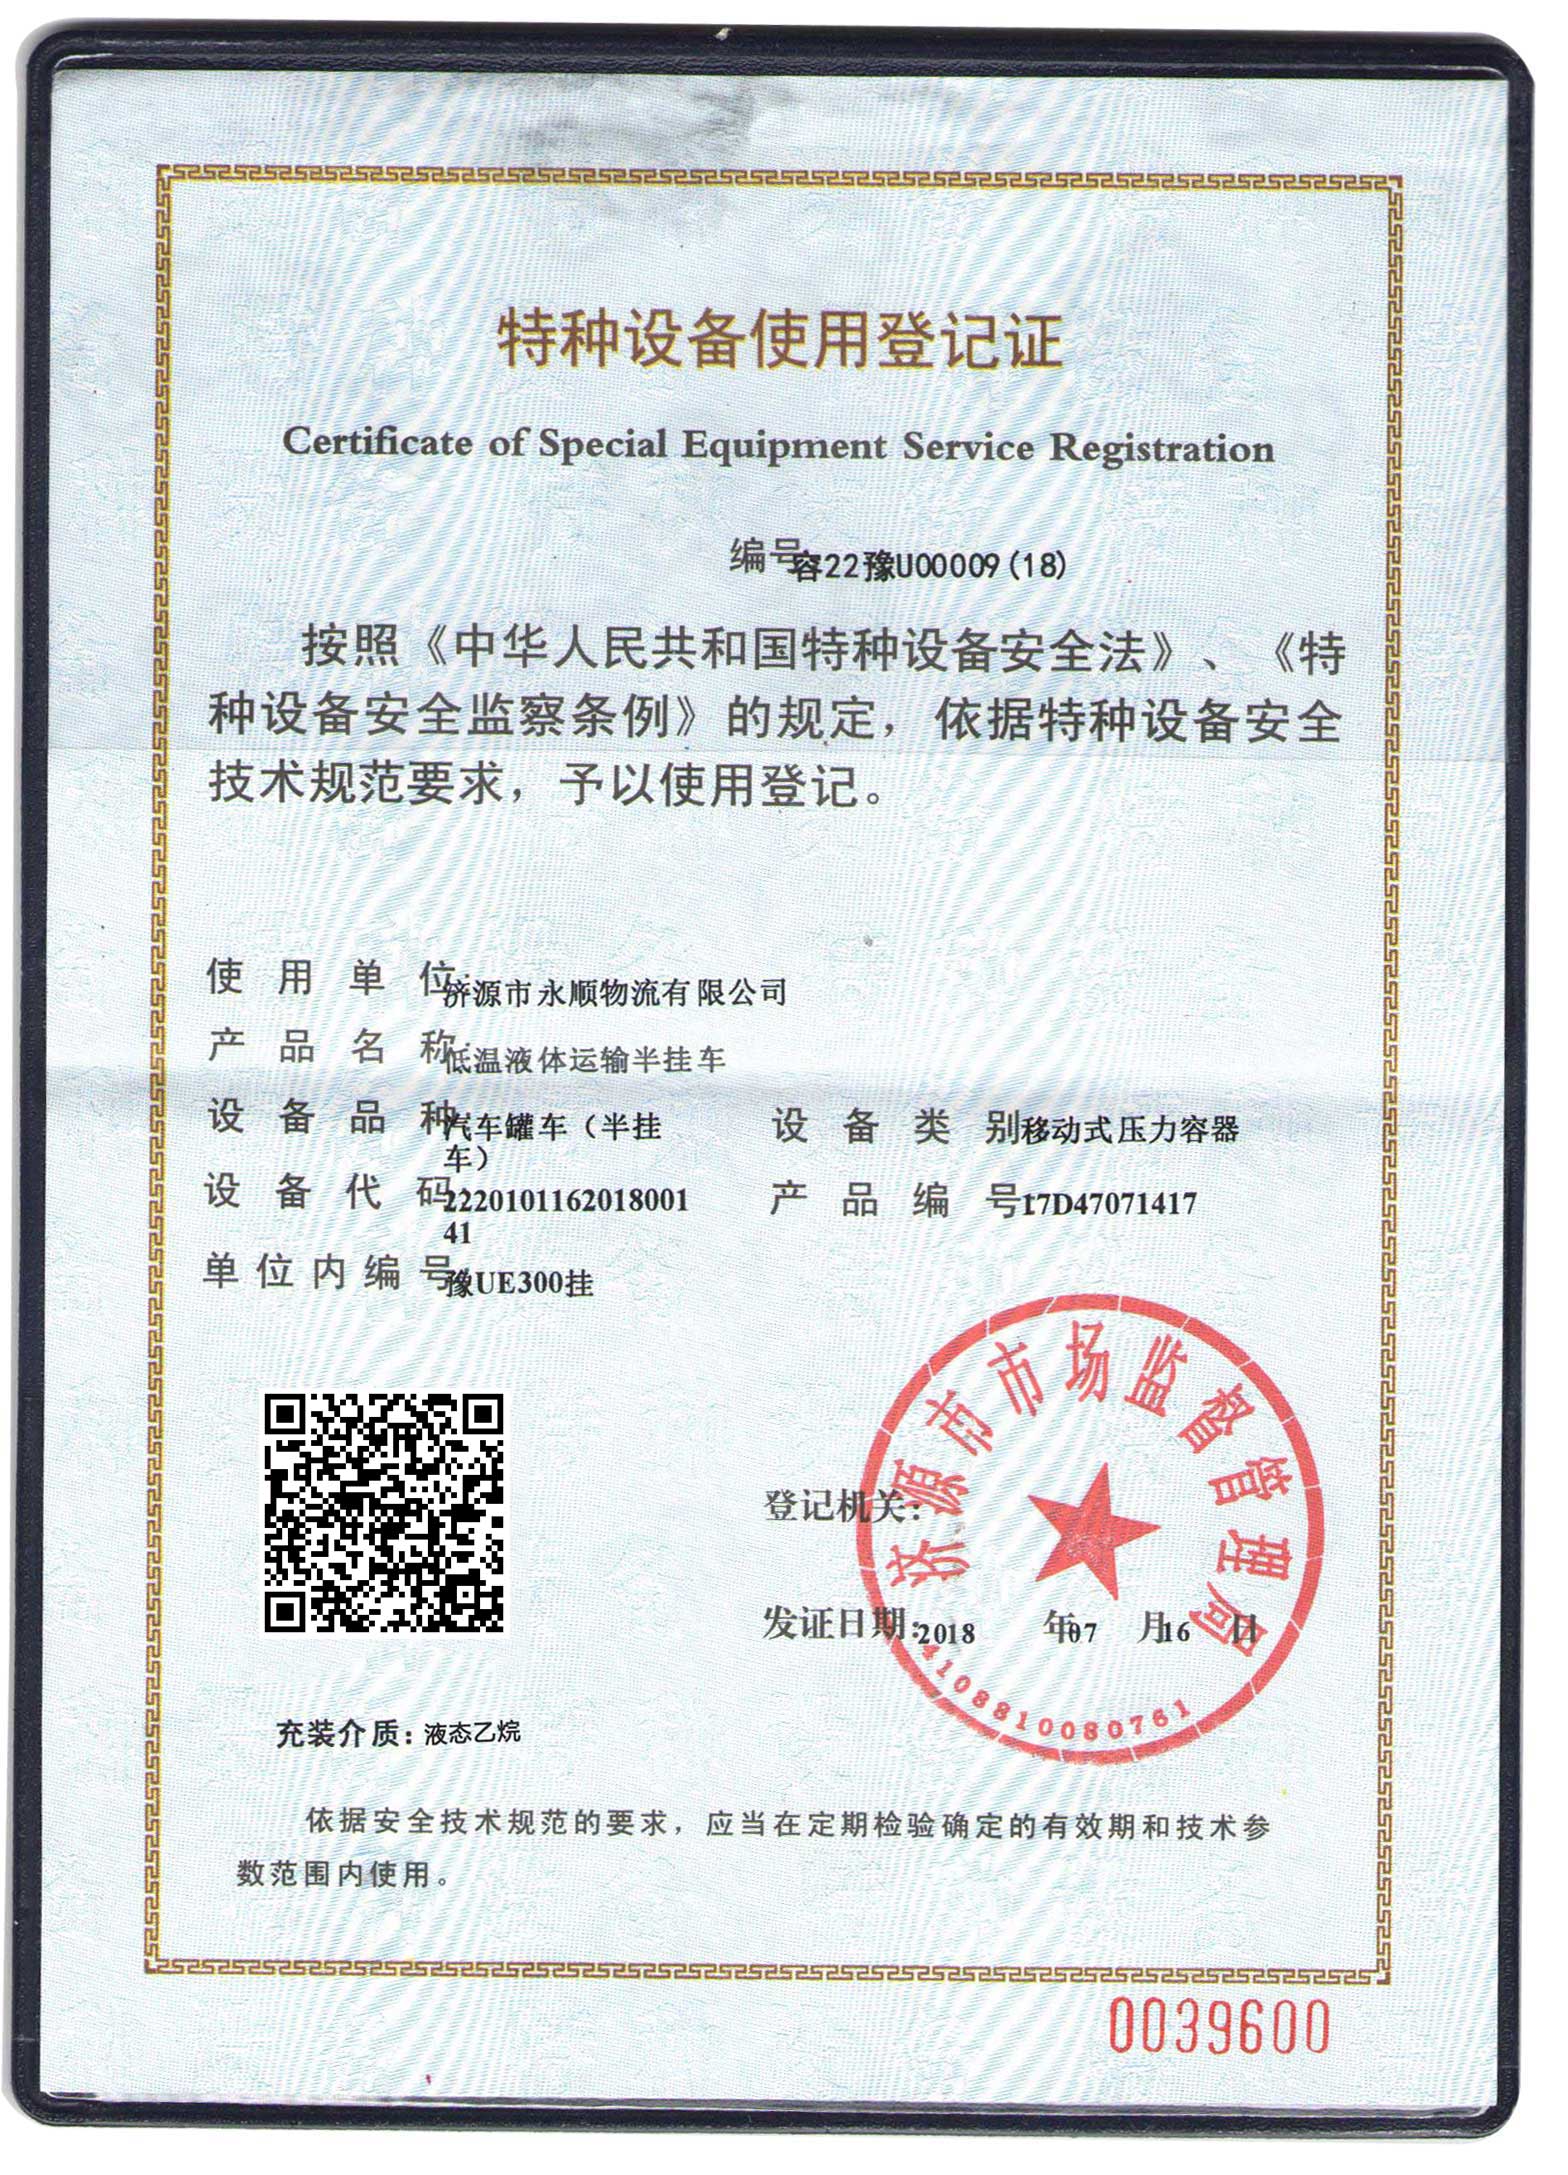 特种设备使用登记证
Certificate of Special Equipment Service Registration
编号容22豫U00009(18)
按照《中华人民共和国特种设备安全法》、《特
种设备安全监察条例》的规定，依据特种设备安全
技术规范要求，予以使用登记。
使用单位：济源市永顺物流有限公司
产品名称：低温液体运输半挂车
设备品种：汽车罐车（半挂
车）
设备类别移动式压力容器
设备代码：2220101162018001
41
产品编号：17D47071417
单位内编号：豫UE300挂
济源市市场监督管理局
登记机关：
发证日期：2018 年07 月16 日
4108810080761
充装介质：液态乙烷
依据安全技术规范的要求，应当在定期检验确定的有效期和技术参
数范围内使用。
0039600